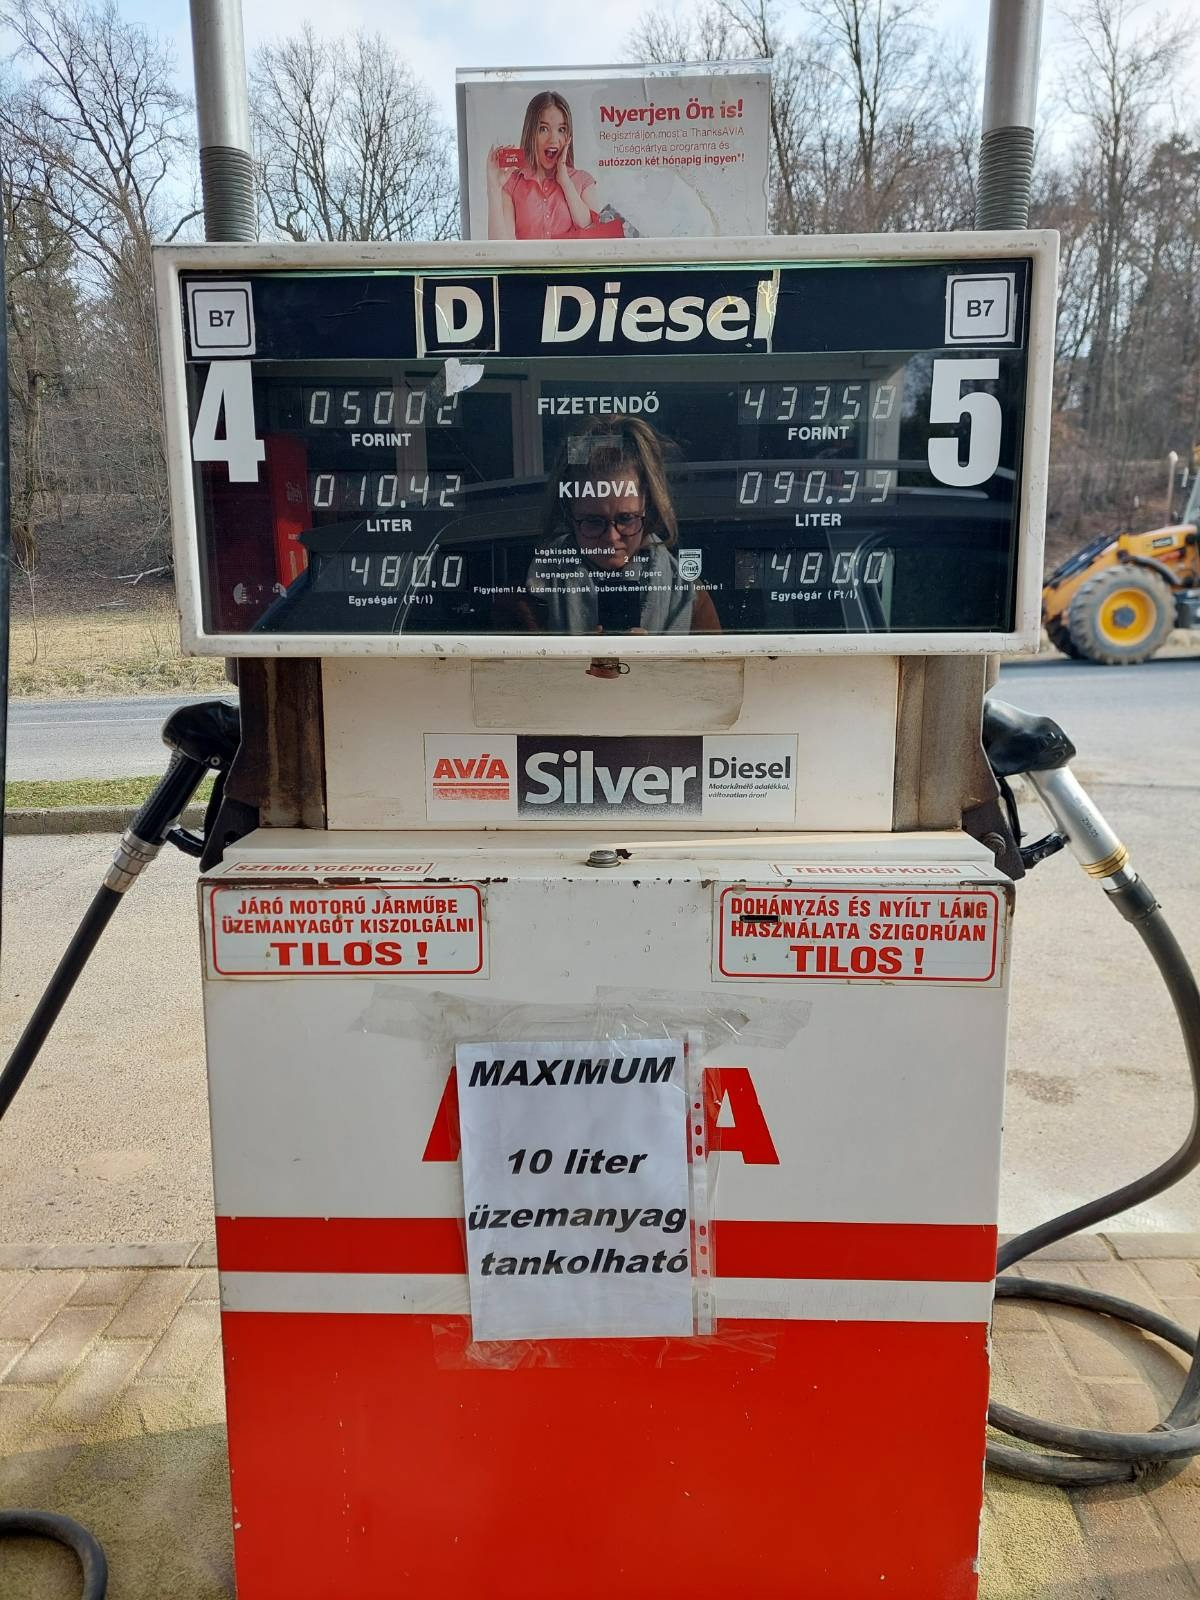 Nyerjen Ön is!
Regisztráljon most a ThanksAVIA
hűségkártya programra és
autózzon két hónapig ingyen*!
B7
D Diesel
B7
4
05002
FIZETENDŐ
43358
5
FORINT
FORINT
010.42
KIADVA
090.33
LITER
LITER
Legkisebb kiadható
mennyiség: 2 liter
480.0
Legnagyobb átfolyás: 50 l/perc
480.0
Figyelem! Az üzemanyagnak buborékmentesnek kell lennie!
Egységár (Ft/l)
Egységár (Ft/l)
AVIA
Silver
Diesel
Motorkímélő adalékkal,
változatlan áron!
SZEMÉLYGÉPKOCSI
TEHERGÉPKOCSI
JÁRÓ MOTORÚ JÁRMŰBE
ÜZEMANYAGOT KISZOLGÁLNI
TILOS !
DOHÁNYZÁS ÉS NYÍLT LÁNG
HASZNÁLATA SZIGORÚAN
TILOS !
MAXIMUM
10 liter
üzemanyag
tankolható